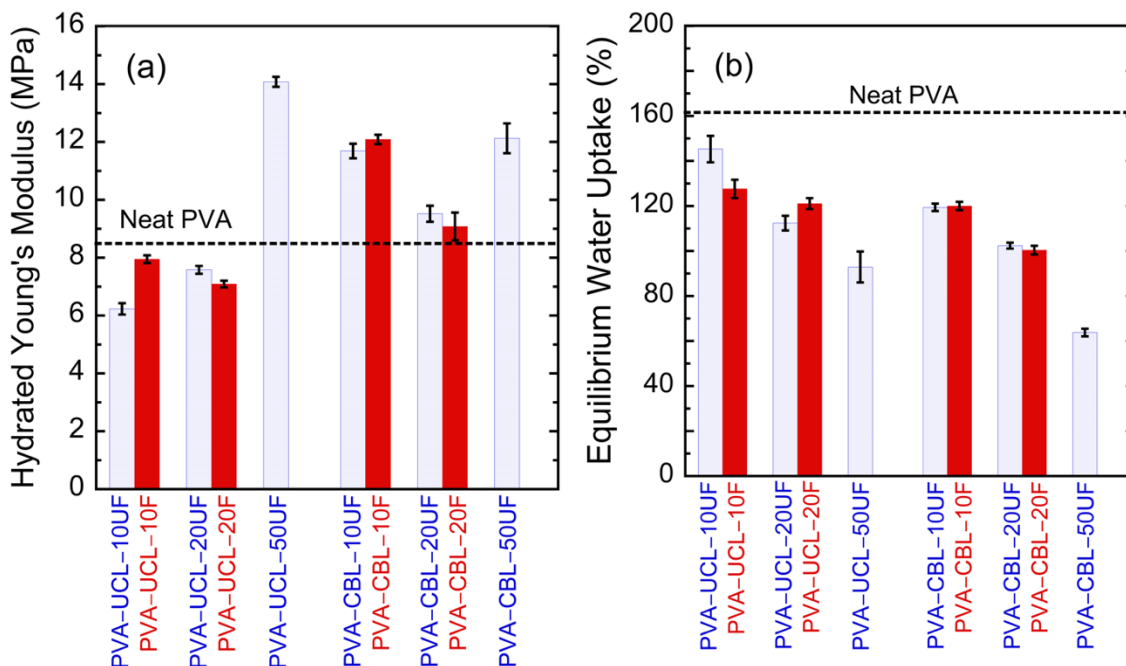 (a)
Hydrated Young's Modulus (MPa)
16
14
12
10
8
6
4
2
0
Neat PVA
PVA–UCL–10UF
PVA–UCL–10F
PVA–UCL–20UF
PVA–UCL–20F
PVA–UCL–50UF
PVA–CBL–10UF
PVA–CBL–10F
PVA–CBL–20UF
PVA–CBL–20F
PVA–CBL–50UF
(b)
Equilibrium Water Uptake (%)
200
160
120
80
40
0
Neat PVA
PVA–UCL–10UF
PVA–UCL–10F
PVA–UCL–20UF
PVA–UCL–20F
PVA–UCL–50UF
PVA–CBL–10UF
PVA–CBL–10F
PVA–CBL–20UF
PVA–CBL–20F
PVA–CBL–50UF